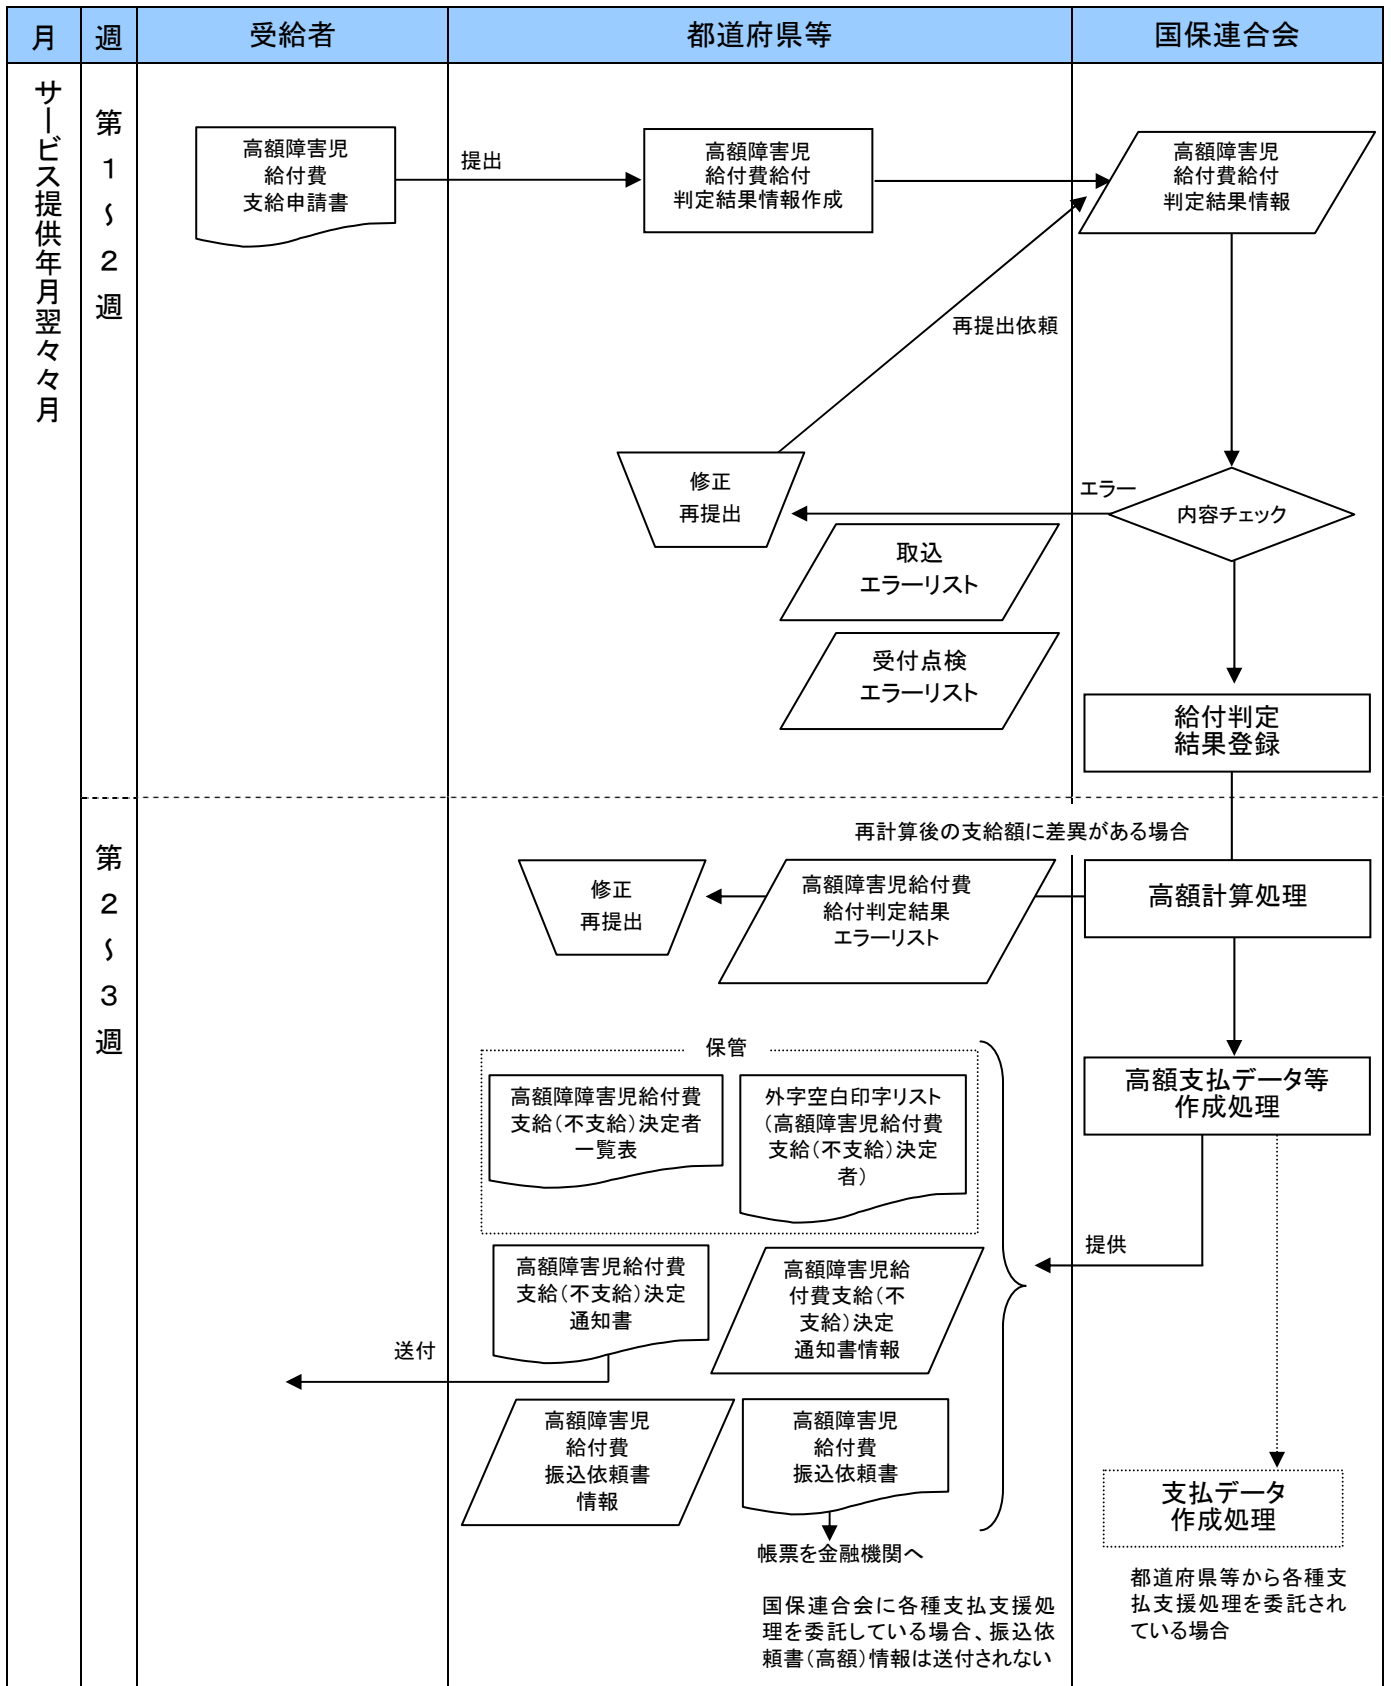 月
週
受給者
都道府県等
国保連合会
サービス提供年月翌々々月
第
1
～
2
週
高額障害児
給付費
支給申請書
提出
高額障害児
給付費給付
判定結果情報作成
高額障害児
給付費給付
判定結果情報
再提出依頼
修正
再提出
エラー
内容チェック
取込
エラーリスト
受付点検
エラーリスト
給付判定
結果登録
第
2
～
3
週
再計算後の支給額に差異がある場合
修正
再提出
高額障害児給付費
給付判定結果
エラーリスト
高額計算処理
保管
高額障障害児給付費
支給（不支給）決定者
一覧表
外字空白印字リスト
（高額障害児給付費
支給（不支給）決定
者）
高額支払データ等
作成処理
提供
高額障害児給付費
支給（不支給）決定
通知書
高額障害児給
付費支給（不
支給）決定
通知書情報
送付
高額障害児
給付費
振込依頼書
情報
高額障害児
給付費
振込依頼書
帳票を金融機関へ
支払データ
作成処理
国保連合会に各種支払支援処
理を委託している場合、振込依
頼書（高額）情報は送付されない
都道府県等から各種支
払支援処理を委託され
ている場合